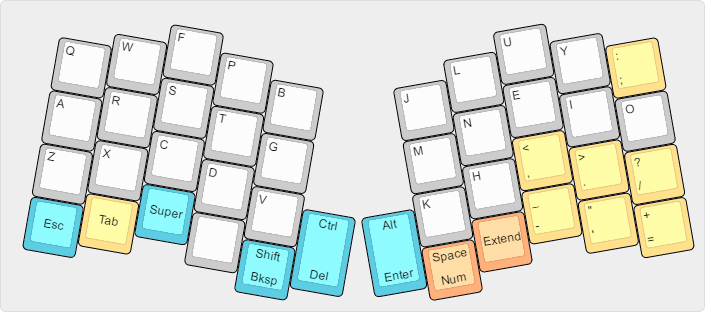 Q W F P B
J L U Y :
;
A R S T G
M N E I O
Z X C D V
K H < > ?
, . /
Esc Tab Super
Shift
Bksp
Ctrl
Del
Alt
Enter
Space
Num
Extend
_ " +
- ' =